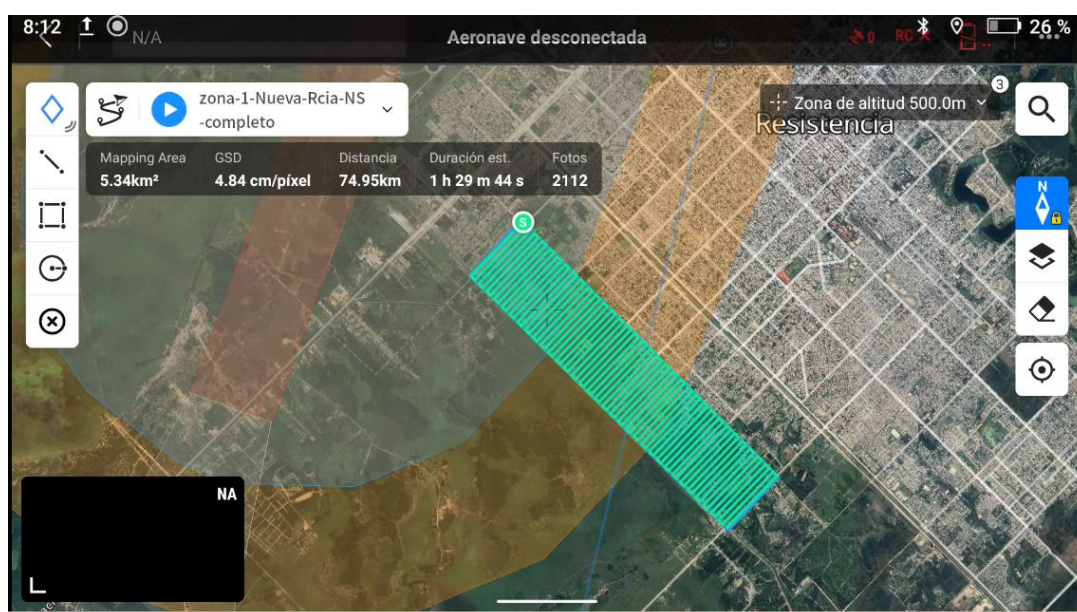 8:12
N/A
Aeronave desconectada
0
RC
26 %
zona-1-Nueva-Rcia-NS
-completo
Zona de altitud 500.0m
3
Resistencia
Mapping Area
GSD
Distancia
Duración est.
Fotos
5.34km²
4.84 cm/píxel
74.95km
1 h 29 m 44 s
2112
N
S
NA